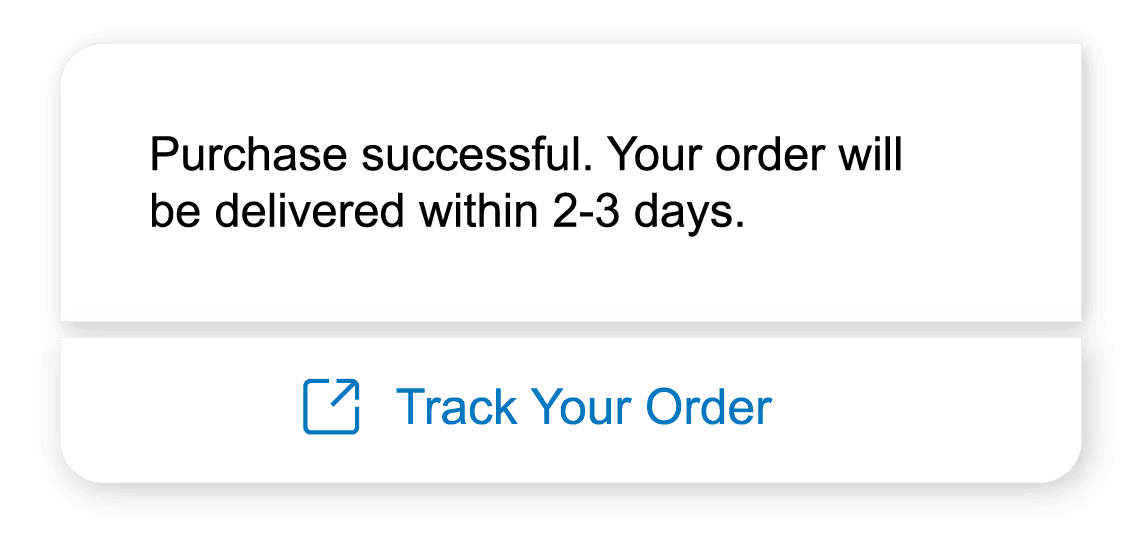 Purchase successful. Your order will
be delivered within 2-3 days.
Track Your Order